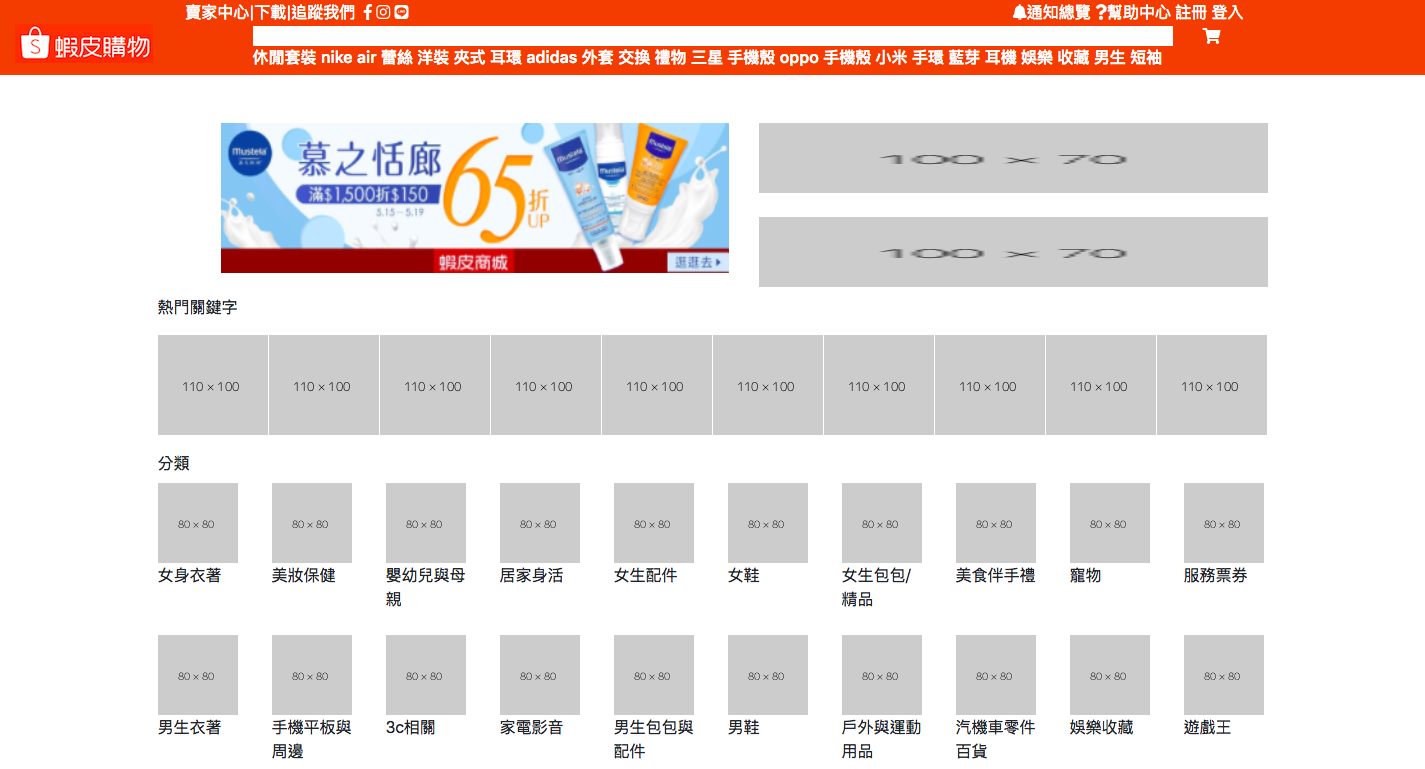 賣家中心|下載|追蹤我們
通知總覽 ?幫助中心 註冊 登入
蝦皮購物
休閒套裝 nike air 蕾絲 洋裝 夾式 耳環 adidas 外套 交換 禮物 三星 手機殼 oppo 手機殼 小米 手環 藍芽 耳機 娛樂 收藏 男生 短袖
mustela
慕之恬廊
滿$1,500折$150
5.15－5.19
65折UP
蝦皮商城
逛逛去
100 x 70
100 x 70
熱門關鍵字
110 × 100 110 × 100 110 × 100 110 × 100 110 × 100 110 × 100 110 × 100 110 × 100 110 × 100 110 × 100
分類
80 × 80 80 × 80 80 × 80 80 × 80 80 × 80 80 × 80 80 × 80 80 × 80 80 × 80 80 × 80
女身衣著 美妝保健 嬰幼兒與母 居家身活 女生配件 女鞋 女生包包/ 美食伴手禮 寵物 服務票券
親 精品
80 × 80 80 × 80 80 × 80 80 × 80 80 × 80 80 × 80 80 × 80 80 × 80 80 × 80 80 × 80
男生衣著 手機平板與 3c相關 家電影音 男生包包與 男鞋 戶外與運動 汽機車零件 娛樂收藏 遊戲王
周邊 配件 用品 百貨